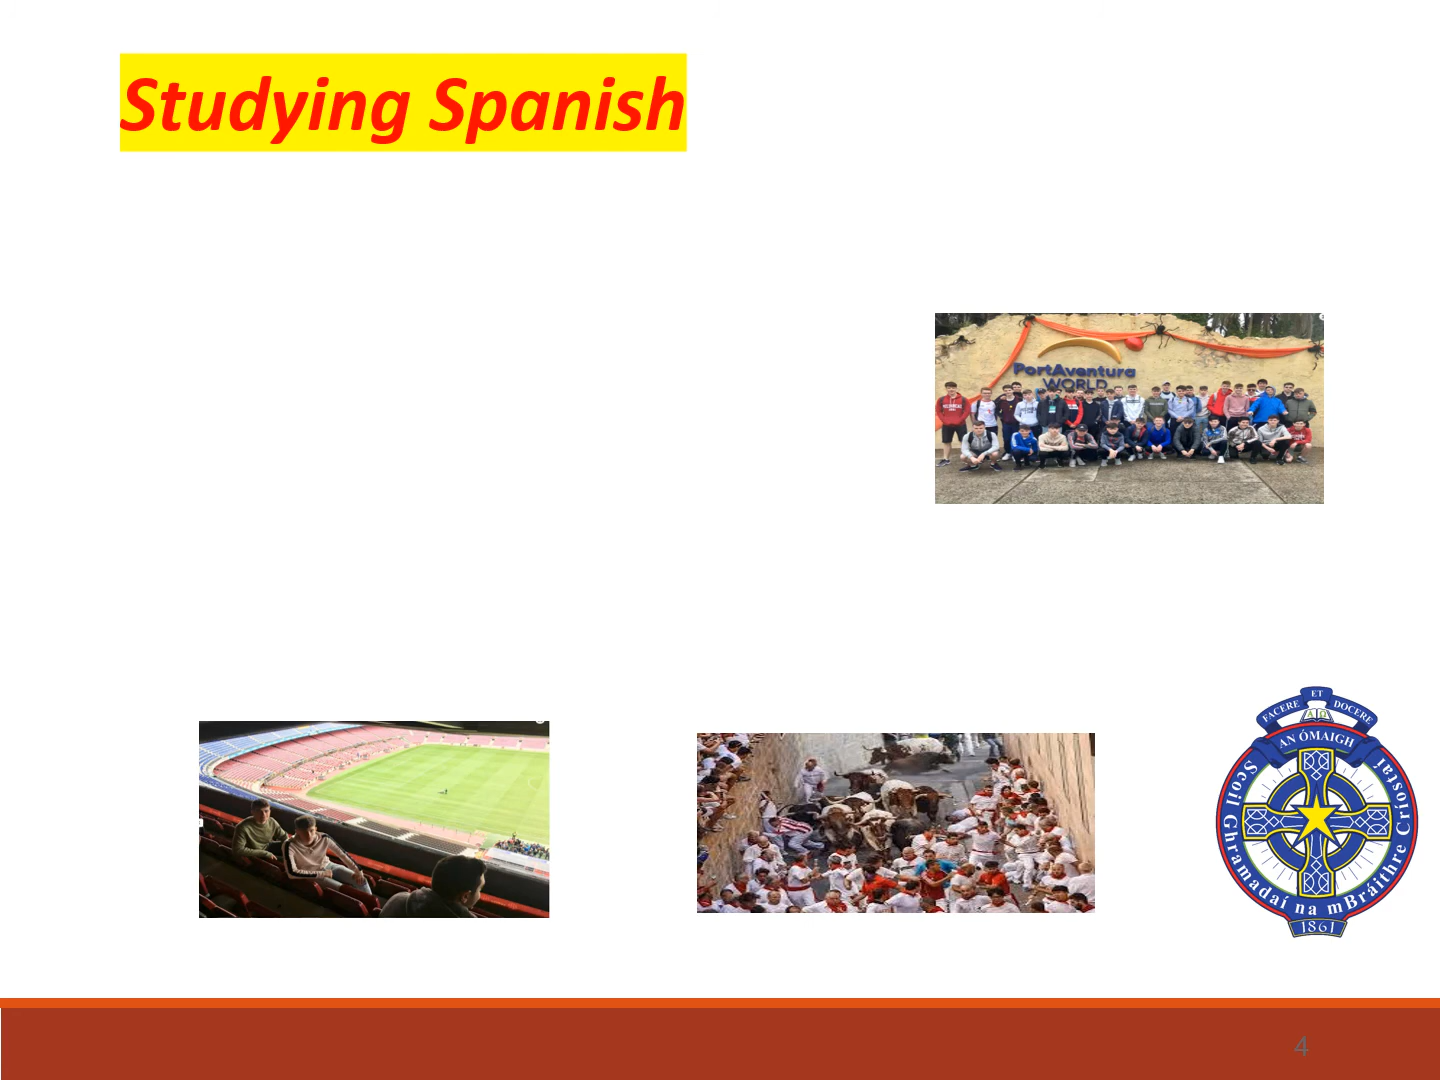 Studying Spanish
PortAventura
WORLD
FACERE ET DOCERE
Α Ω
AN ÓMAIGH
Scoil Ghramadaí na mBráithre Críostaí
1861
4